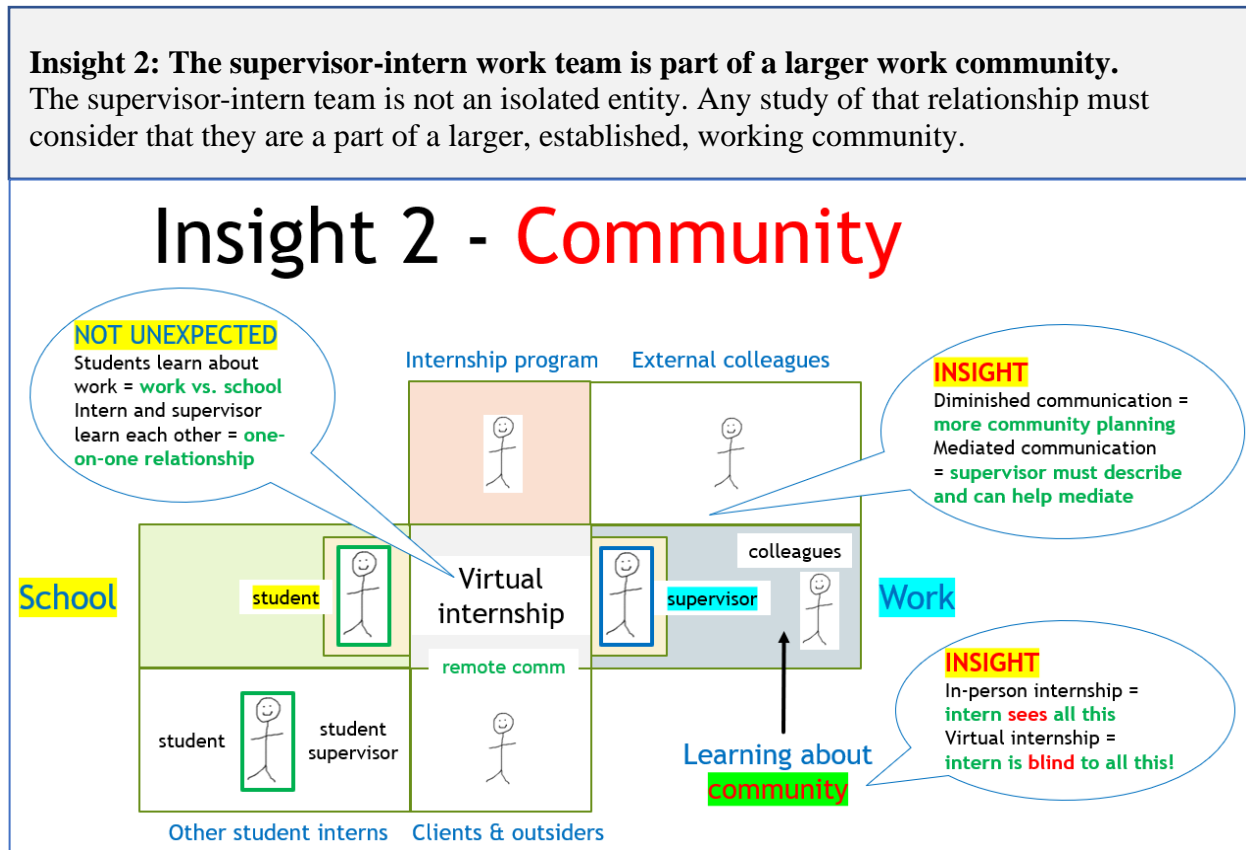 Insight 2: The supervisor-intern work team is part of a larger work community.
The supervisor-intern team is not an isolated entity. Any study of that relationship must
consider that they are a part of a larger, established, working community.
Insight 2 - Community
NOT UNEXPECTED
Students learn about
work = work vs. school
Intern and supervisor
learn each other = one-
on-one relationship
Internship program
External colleagues
INSIGHT
Diminished communication =
more community planning
Mediated communication
= supervisor must describe
and can help mediate
School
student
Virtual
internship
remote comm
supervisor
colleagues
Work
student
student
supervisor
Learning about
community
INSIGHT
In-person internship =
intern sees all this
Virtual internship =
intern is blind to all this!
Other student interns
Clients & outsiders